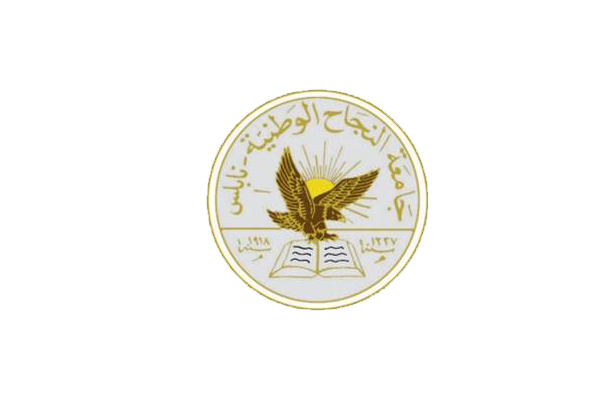 جامعة النجاح الوطنية - نابلس
سنة ١٣٣٧
سنة ١٩١٨ م